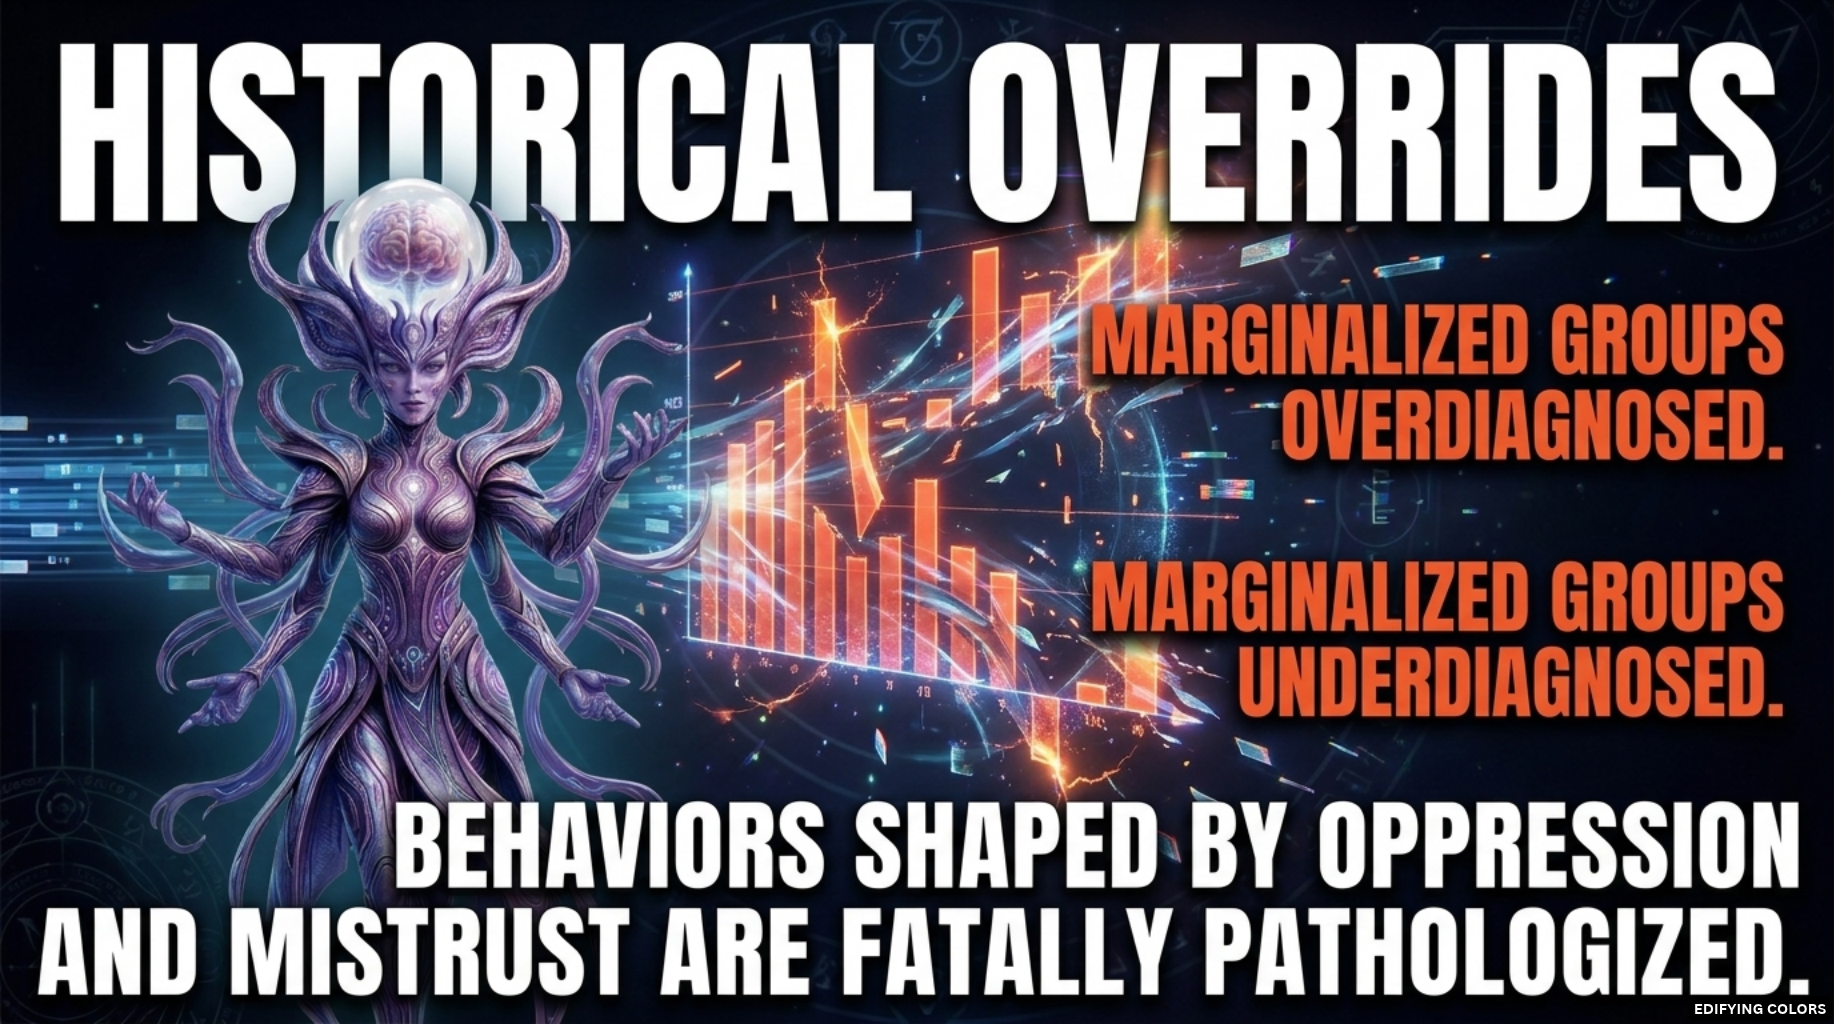 HISTORICAL OVERRIDES
MARGINALIZED GROUPS
OVERDIAGNOSED.
MARGINALIZED GROUPS
UNDERDIAGNOSED.
BEHAVIORS SHAPED BY OPPRESSION
AND MISTRUST ARE FATALLY PATHOLOGIZED.
EDIFYING COLORS